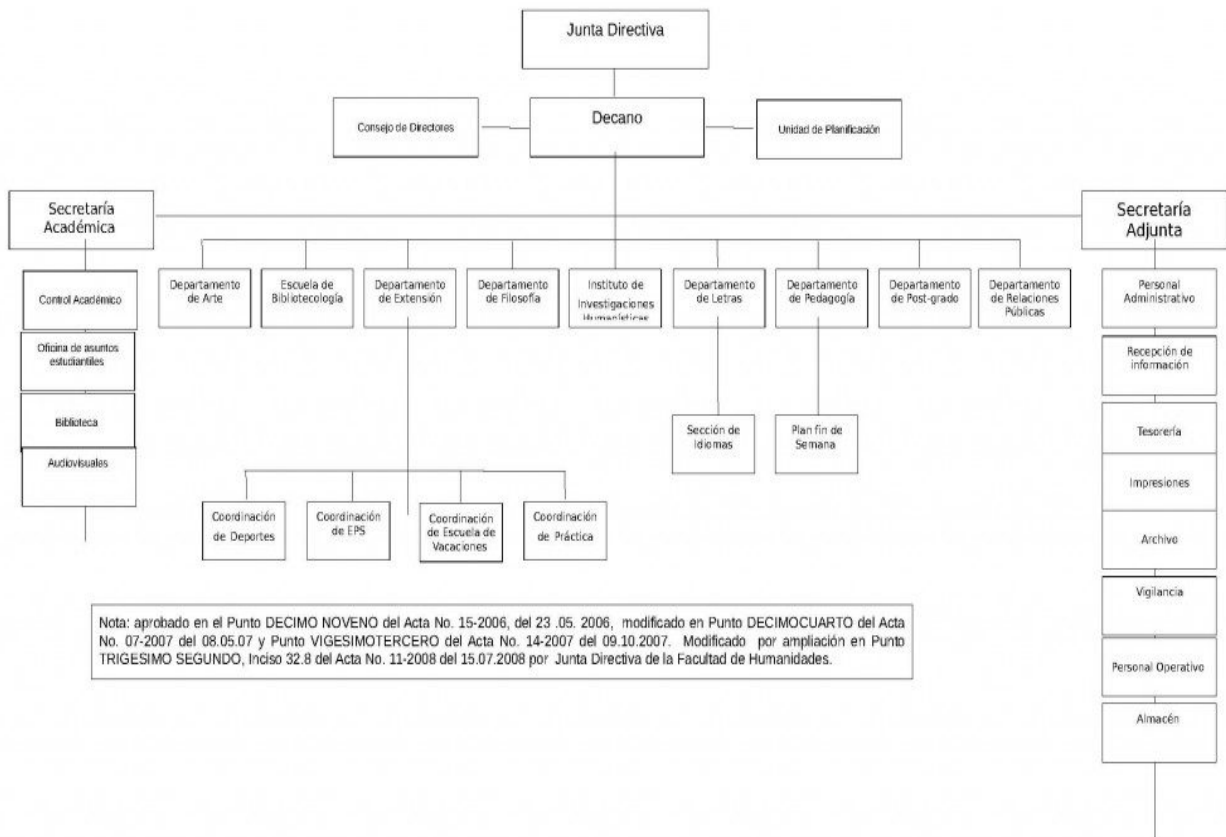 Junta Directiva
Consejo de Directores
Decano
Unidad de Planificación
Secretaría
Académica
Secretaría
Adjunta
Departamento
de Arte
Escuela de
Bibliotecología
Departamento
de Extensión
Departamento
de Filosofía
Instituto de
Investigaciones
Humanísticas
Departamento
de Letras
Departamento
de Pedagogía
Departamento
de Post-grado
Departamento
de Relaciones
Públicas
Control Académico
Oficina de asuntos
estudiantiles
Biblioteca
Audiovisuales
Personal
Administrativo
Recepción de
información
Tesorería
Impresiones
Archivo
Vigilancia
Personal Operativo
Almacén
Sección de
Idiomas
Plan fin de
Semana
Coordinación
de Deportes
Coordinación
de EPS
Coordinación
de Escuela de
Vacaciones
Coordinación
de Práctica
Nota: aprobado en el Punto DECIMO NOVENO del Acta No. 15-2006, del 23 .05. 2006, modificado en Punto DECIMOCUARTO del Acta
No. 07-2007 del 08.05.07 y Punto VIGESIMOTERCERO del Acta No. 14-2007 del 09.10.2007. Modificado por ampliación en Punto
TRIGESIMO SEGUNDO, Inciso 32.8 del Acta No. 11-2008 del 15.07.2008 por Junta Directiva de la Facultad de Humanidades.